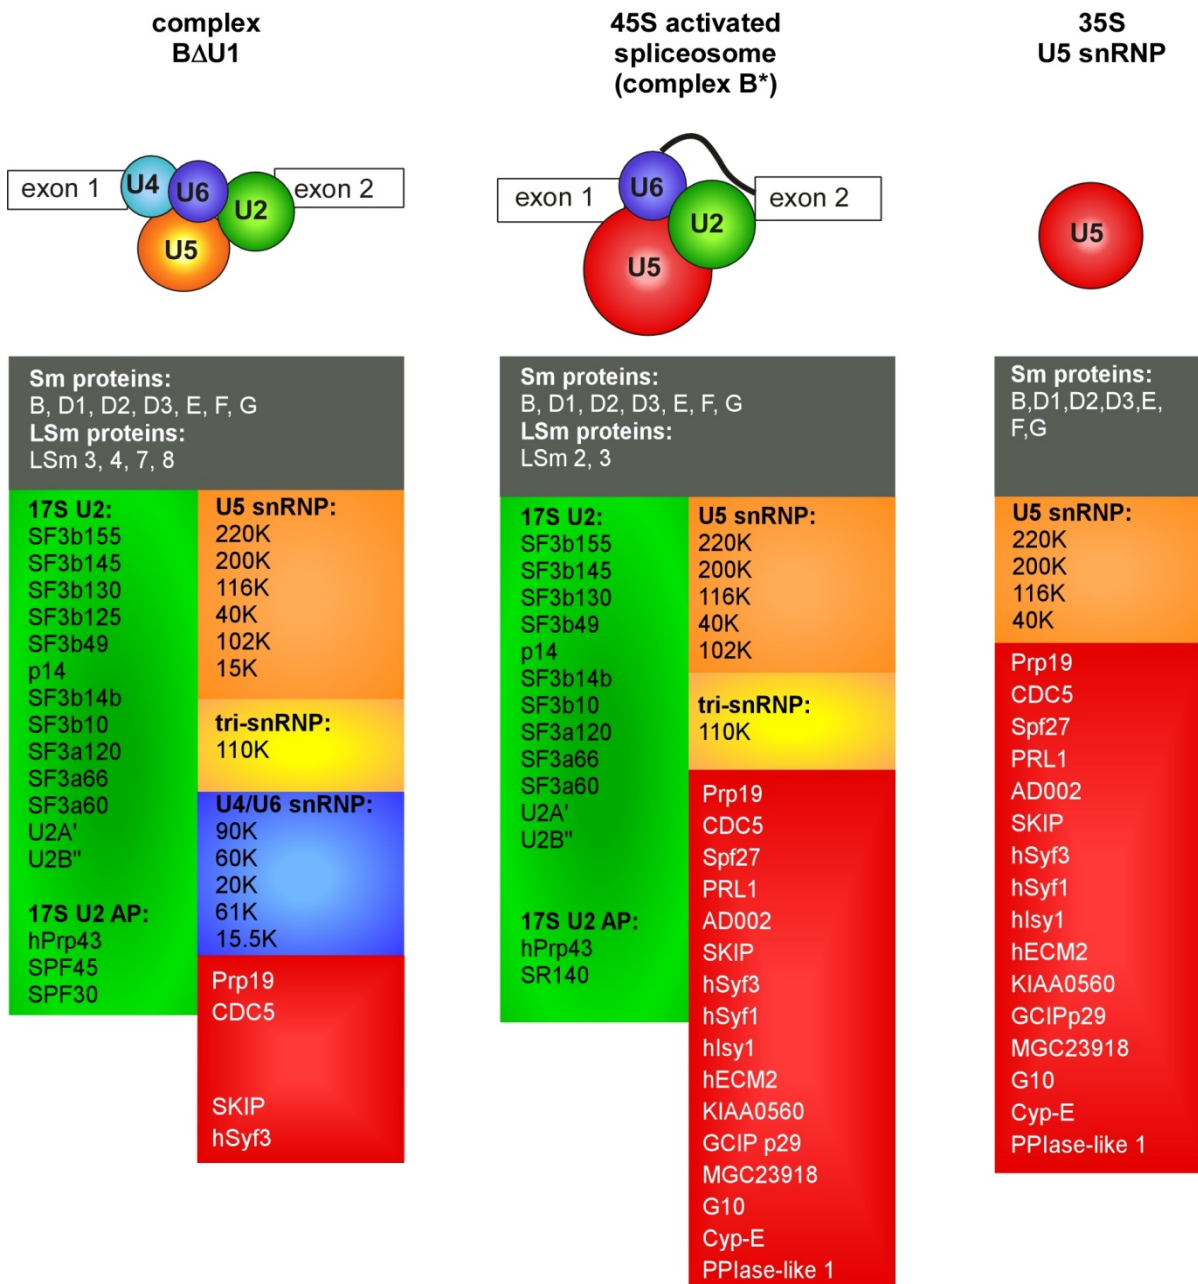 complex
BΔU1
exon 1
U4
U6
U2
U5
exon 2
Sm proteins:
B, D1, D2, D3, E, F, G
LSm proteins:
LSm 3, 4, 7, 8
17S U2:
SF3b155
SF3b145
SF3b130
SF3b125
SF3b49
p14
SF3b14b
SF3b10
SF3a120
SF3a66
SF3a60
U2A'
U2B"
17S U2 AP:
hPrp43
SPF45
SPF30
U5 snRNP:
220K
200K
116K
40K
102K
15K
tri-snRNP:
110K
U4/U6 snRNP:
90K
60K
20K
61K
15.5K
Prp19
CDC5
SKIP
hSyf3
45S activated
spliceosome
(complex B*)
exon 1
U6
U2
U5
exon 2
Sm proteins:
B, D1, D2, D3, E, F, G
LSm proteins:
LSm 2, 3
17S U2:
SF3b155
SF3b145
SF3b130
SF3b49
p14
SF3b14b
SF3b10
SF3a120
SF3a66
SF3a60
U2A'
U2B"
17S U2 AP:
hPrp43
SR140
U5 snRNP:
220K
200K
116K
40K
102K
tri-snRNP:
110K
Prp19
CDC5
Spf27
PRL1
AD002
SKIP
hSyf3
hSyf1
hIsy1
hECM2
KIAA0560
GCIP p29
MGC23918
G10
Cyp-E
PPIase-like 1
35S
U5 snRNP
U5
Sm proteins:
B,D1,D2,D3,E,
F,G
U5 snRNP:
220K
200K
116K
40K
Prp19
CDC5
Spf27
PRL1
AD002
SKIP
hSyf3
hSyf1
hIsy1
hECM2
KIAA0560
GCIPp29
MGC23918
G10
Cyp-E
PPIase-like 1